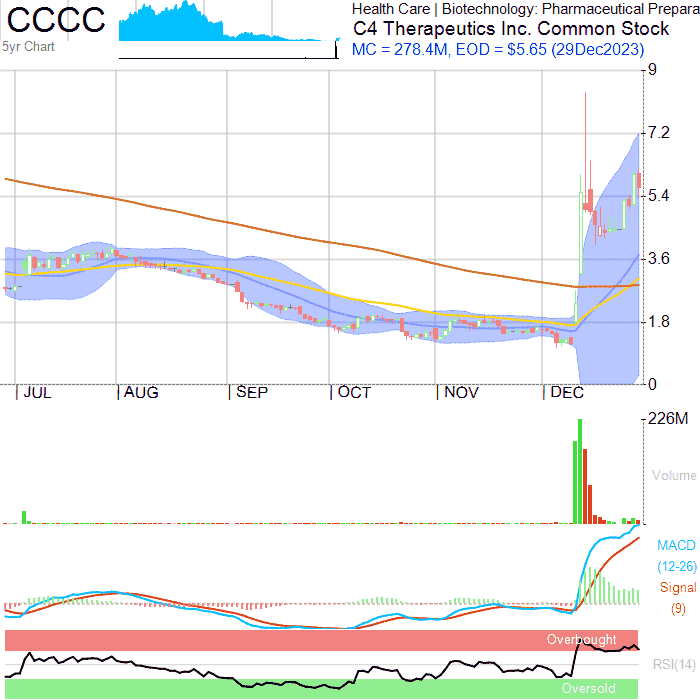 CCCC
5yr Chart
Health Care | Biotechnology: Pharmaceutical Prepara
C4 Therapeutics Inc. Common Stock
MC = 278.4M, EOD = $5.65 (29Dec2023)
9
7.2
5.4
3.6
1.8
0
JUL AUG SEP OCT NOV DEC
226M
Volume
MACD
(12-26)
Signal
(9)
Overbought
RSI(14)
Oversold